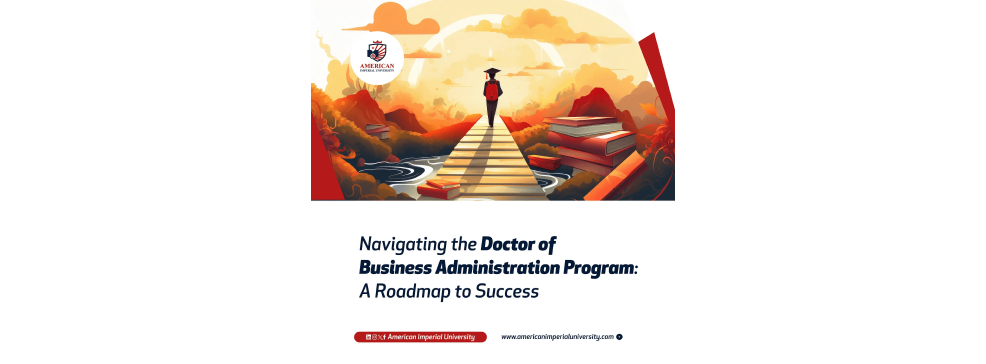 AMERICAN
IMPERIAL UNIVERSITY
Navigating the Doctor of
Business Administration Program:
A Roadmap to Success
American Imperial University
www.americanimperialuniversity.com